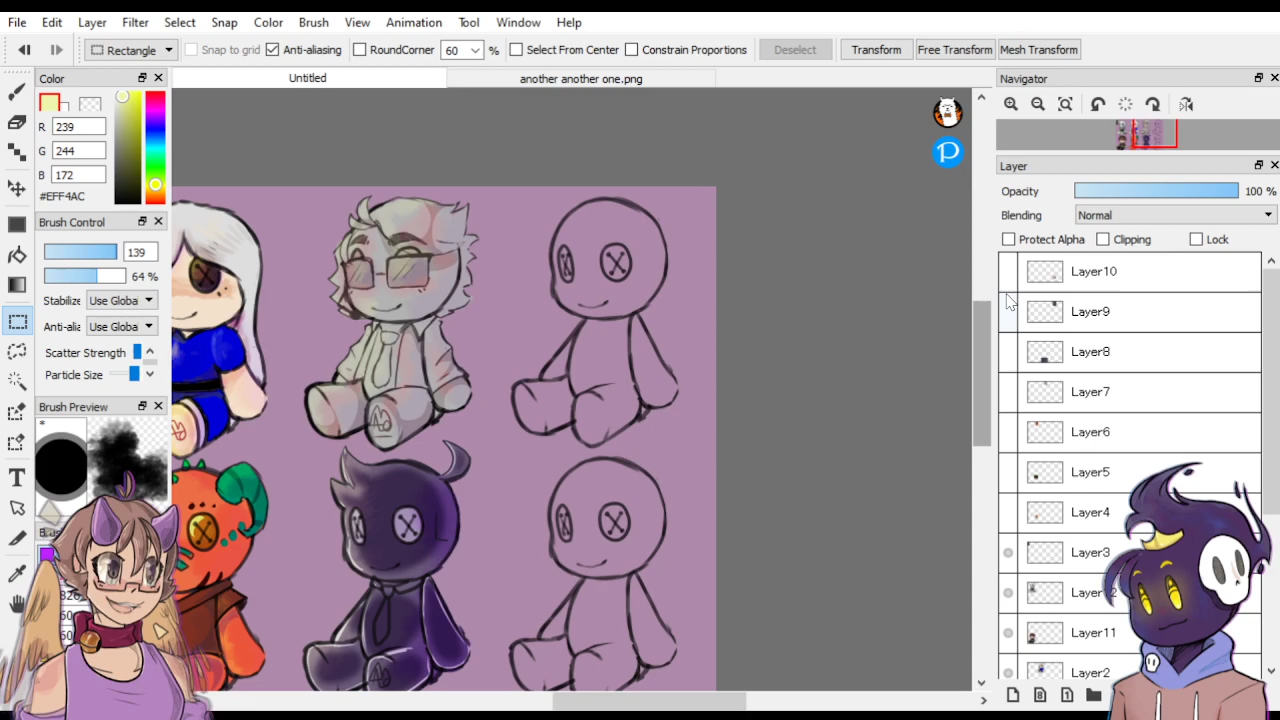 File Edit Layer Filter Select Snap Color Brush View Animation Tool Window Help
Rectangle Snap to grid Anti-aliasing RoundCorner 60 % Select From Center Constrain Proportions Deselect Transform Free Transform Mesh Transform
Color
Untitled
another another one.png
Navigator
R 239
G 244
B 172
#EFF4AC
Layer
Opacity 100 %
Blending Normal
Protect Alpha Clipping Lock
Brush Control
139
64 %
Stabilize Use Globa
Anti-alia Use Globa
Scatter Strength
Particle Size
Brush Preview
*
Layer10
Layer9
Layer8
Layer7
Layer6
Layer5
Layer4
Layer3
Layer11
Layer2